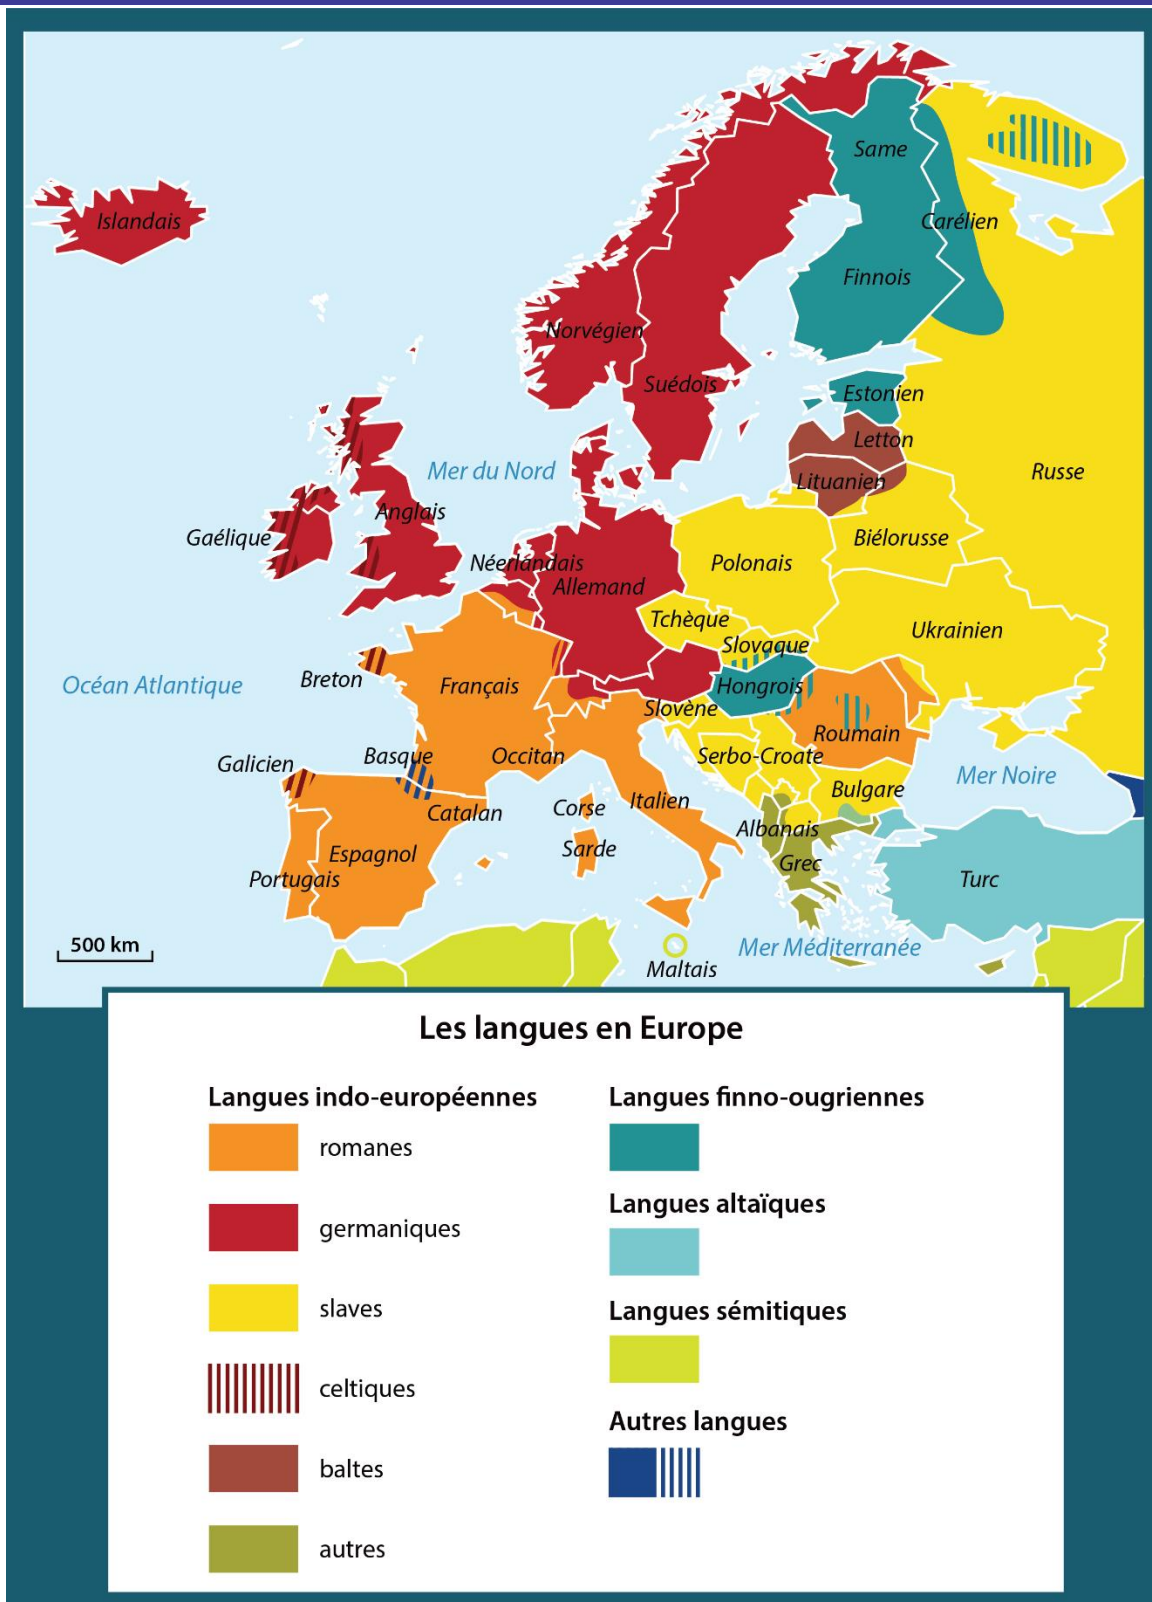 Same
Islandais
Carélien
Finnois
Norvégien
Suédois
Estonien
Letton
Mer du Nord
Russe
Lituanien
Anglais
Gaélique
Biélorusse
Néerlandais
Polonais
Allemand
Tchèque
Ukrainien
Slovaque
Breton
Océan Atlantique
Français
Hongrois
Slovène
Roumain
Galicien
Basque
Occitan
Serbo-Croate
Mer Noire
Bulgare
Corse
Italien
Catalan
Albanais
Sarde
Espagnol
Grec
Portugais
Turc
500 km
Mer Méditerranée
Maltais
Les langues en Europe
Langues indo-européennes
romanes
germaniques
slaves
celtiques
baltes
autres
Langues finno-ougriennes
Langues altaïques
Langues sémitiques
Autres langues